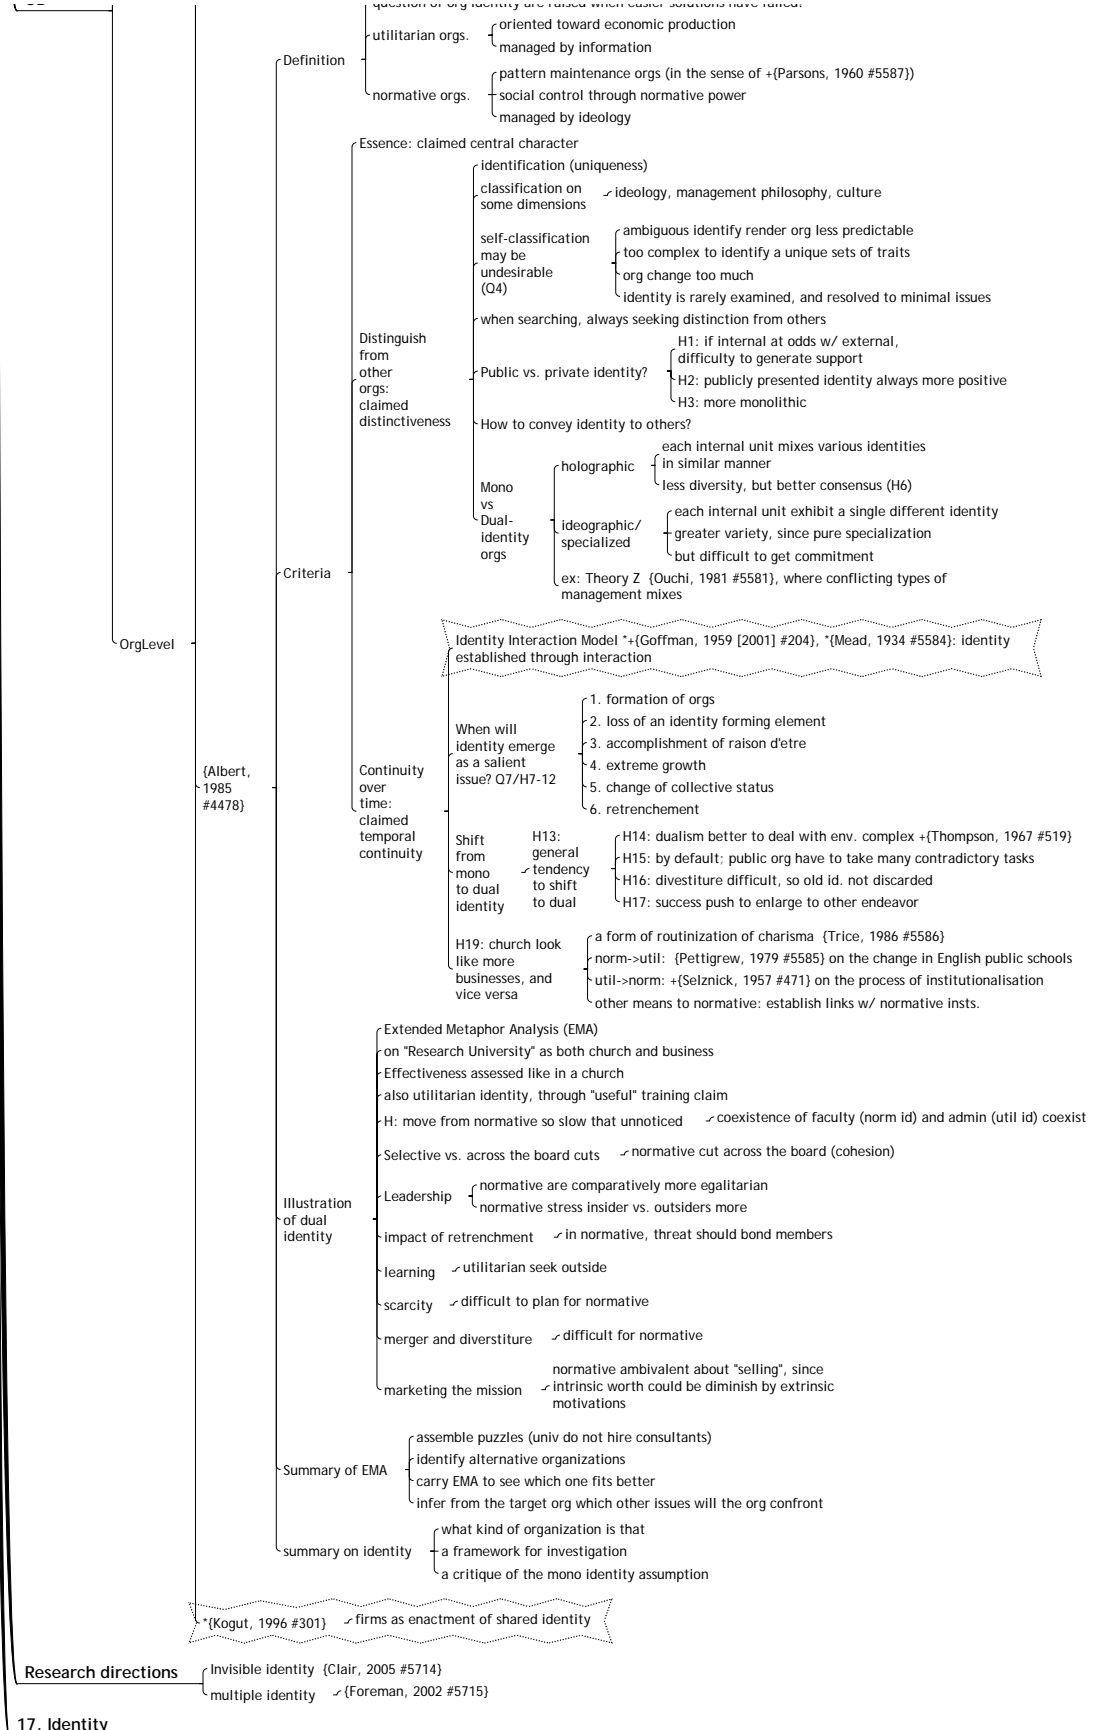 question of org identity are raised when easier solutions have failed?
utilitarian orgs.
oriented toward economic production
managed by information
Definition
normative orgs.
pattern maintenance orgs (in the sense of +{Parsons, 1960 #5587})
social control through normative power
managed by ideology
Essence: claimed central character
identification (uniqueness)
classification on
some dimensions
ideology, management philosophy, culture
self-classification
may be
undesirable
(Q4)
ambiguous identify render org less predictable
too complex to identify a unique sets of traits
org change too much
identity is rarely examined, and resolved to minimal issues
when searching, always seeking distinction from others
Distinguish
from
other
orgs:
claimed
distinctiveness
Public vs. private identity?
H1: if internal at odds w/ external,
difficulty to generate support
H2: publicly presented identity always more positive
H3: more monolithic
How to convey identity to others?
Mono
vs
Dual-
identity
orgs
holographic
each internal unit mixes various identities
in similar manner
less diversity, but better consensus (H6)
ideographic/
specialized
each internal unit exhibit a single different identity
greater variety, since pure specialization
but difficult to get commitment
ex: Theory Z {Ouchi, 1981 #5581}, where conflicting types of
management mixes
Criteria
OrgLevel
Identity Interaction Model *+{Goffman, 1959 [2001] #204}, *{Mead, 1934 #5584}: identity
established through interaction
When will
identity emerge
as a salient
issue? Q7/H7-12
1. formation of orgs
2. loss of an identity forming element
3. accomplishment of raison d'etre
4. extreme growth
5. change of collective status
6. retrenchement
{Albert,
1985
#4478}
Continuity
over
time:
claimed
temporal
continuity
Shift
from
mono
to dual
identity
H13:
general
tendency
to shift
to dual
H14: dualism better to deal with env. complex +{Thompson, 1967 #519}
H15: by default; public org have to take many contradictory tasks
H16: divestiture difficult, so old id. not discarded
H17: success push to enlarge to other endeavor
H19: church look
like more
businesses, and
vice versa
a form of routinization of charisma {Trice, 1986 #5586}
norm->util: {Pettigrew, 1979 #5585} on the change in English public schools
util->norm: +{Selznick, 1957 #471} on the process of institutionalisation
other means to normative: establish links w/ normative insts.
Extended Metaphor Analysis (EMA)
on "Research University" as both church and business
Effectiveness assessed like in a church
also utilitarian identity, through "useful" training claim
H: move from normative so slow that unnoticed
coexistence of faculty (norm id) and admin (util id) coexist
Selective vs. across the board cuts
normative cut across the board (cohesion)
Illustration
of dual
identity
Leadership
normative are comparatively more egalitarian
normative stress insider vs. outsiders more
impact of retrenchment
in normative, threat should bond members
learning
utilitarian seek outside
scarcity
difficult to plan for normative
merger and diverstiture
difficult for normative
marketing the mission
normative ambivalent about "selling", since
intrinsic worth could be diminish by extrinsic
motivations
Summary of EMA
assemble puzzles (univ do not hire consultants)
identify alternative organizations
carry EMA to see which one fits better
infer from the target org which other issues will the org confront
summary on identity
what kind of organization is that
a framework for investigation
a critique of the mono identity assumption
*{Kogut, 1996 #301}
firms as enactment of shared identity
Research directions
Invisible identity {Clair, 2005 #5714}
multiple identity
{Foreman, 2002 #5715}
17. Identity